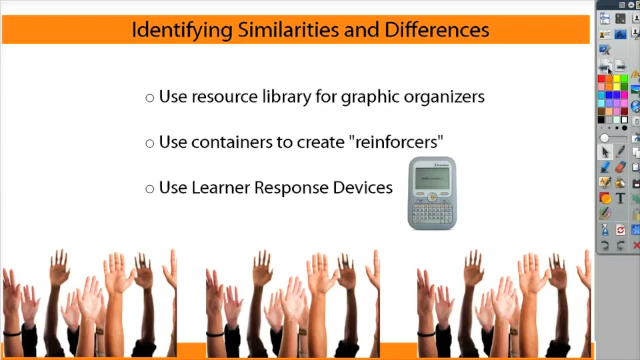 Identifying Similarities and Differences
Use resource library for graphic organizers
Use containers to create "reinforcers"
Use Learner Response Devices
T